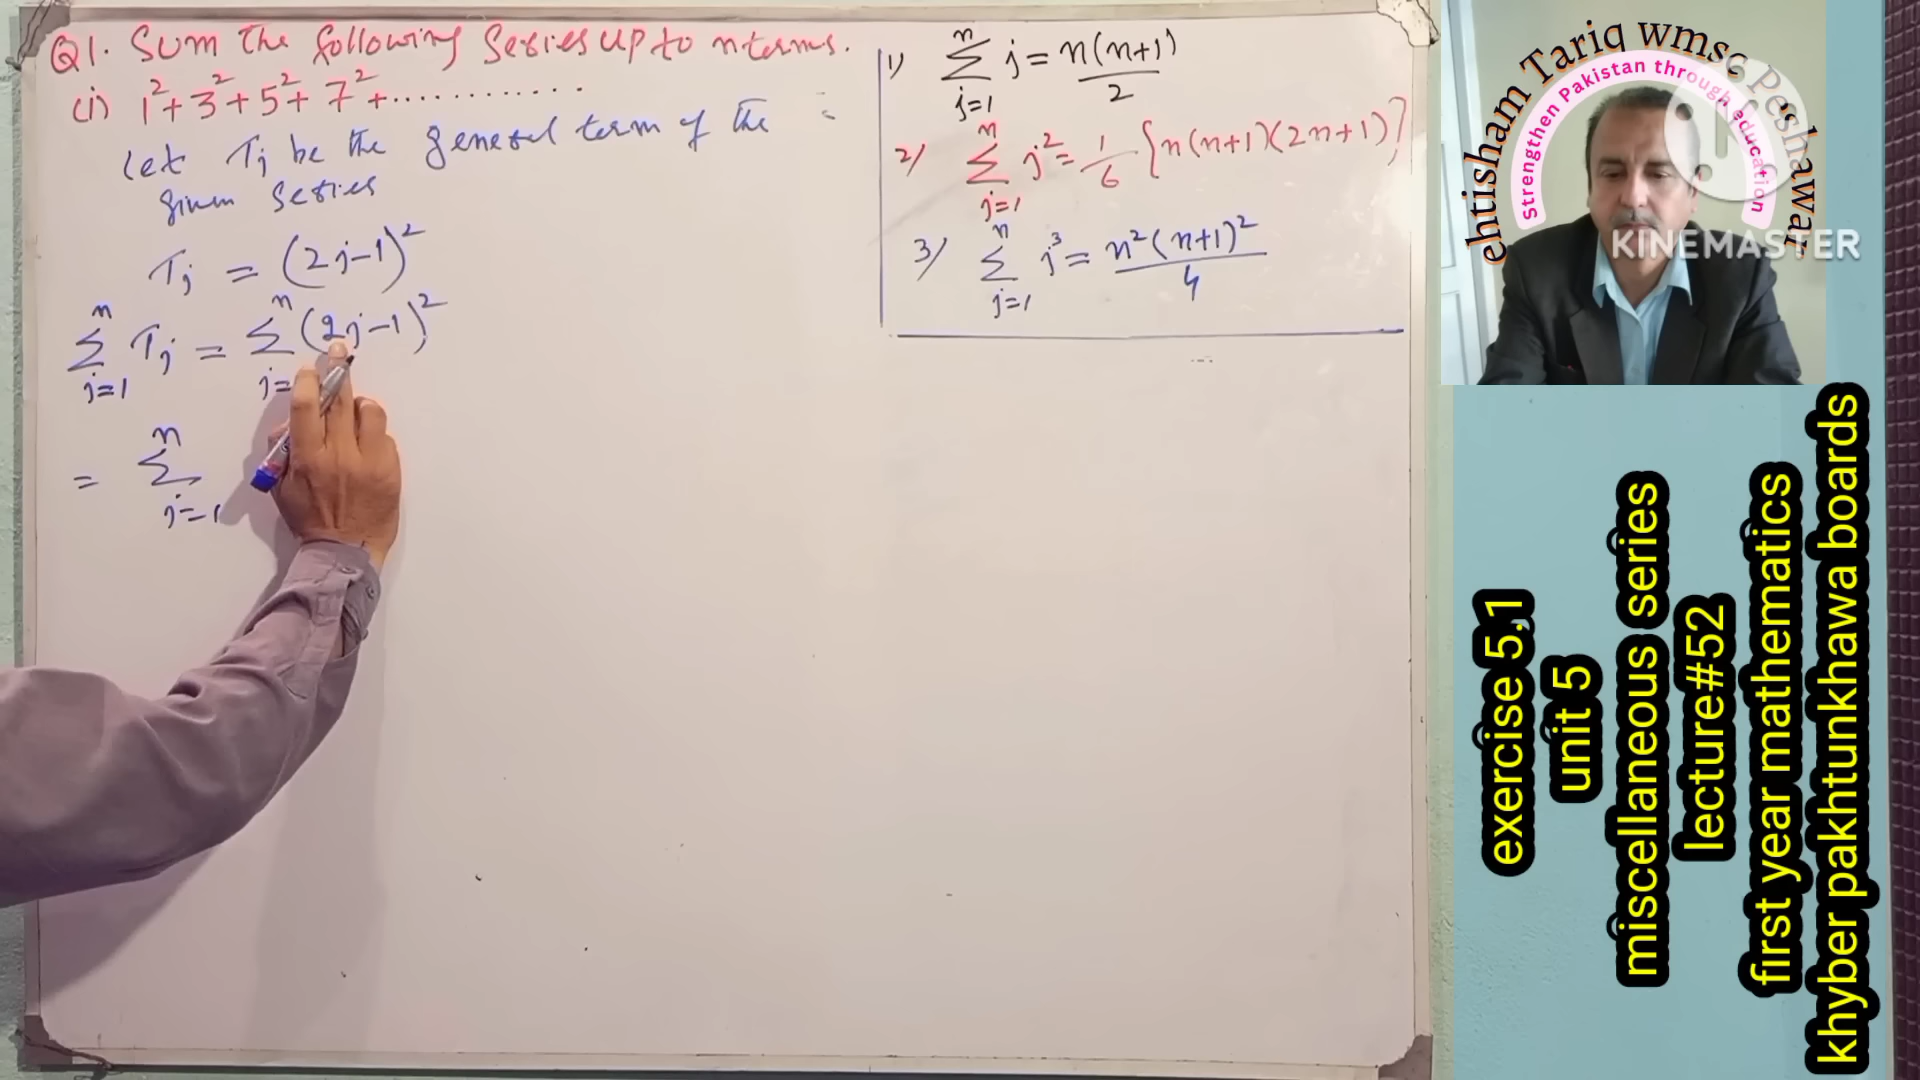 Q1. Sum the following Series up to n terms.
(i) 1²+3²+5²+7²+............
Let Tj be the general term of the
given series
Tj = (2j-1)²
n n
∑ Tj = ∑ (2j-1)²
j=1 j=
n
= ∑
j=1
n
1) ∑ j = n(n+1)
j=1 2
n
2) ∑ j² = 1/6 {n(n+1)(2n+1)}
j=1
n
3) ∑ j³ = n²(n+1)²
j=1 4
ehtisham Tariq wmsc Peshawar
Strengthen Pakistan through education
KINEMASTER
exercise 5.1
unit 5
miscellaneous series
lecture#52
first year mathematics
khyber pakhtunkhawa boards